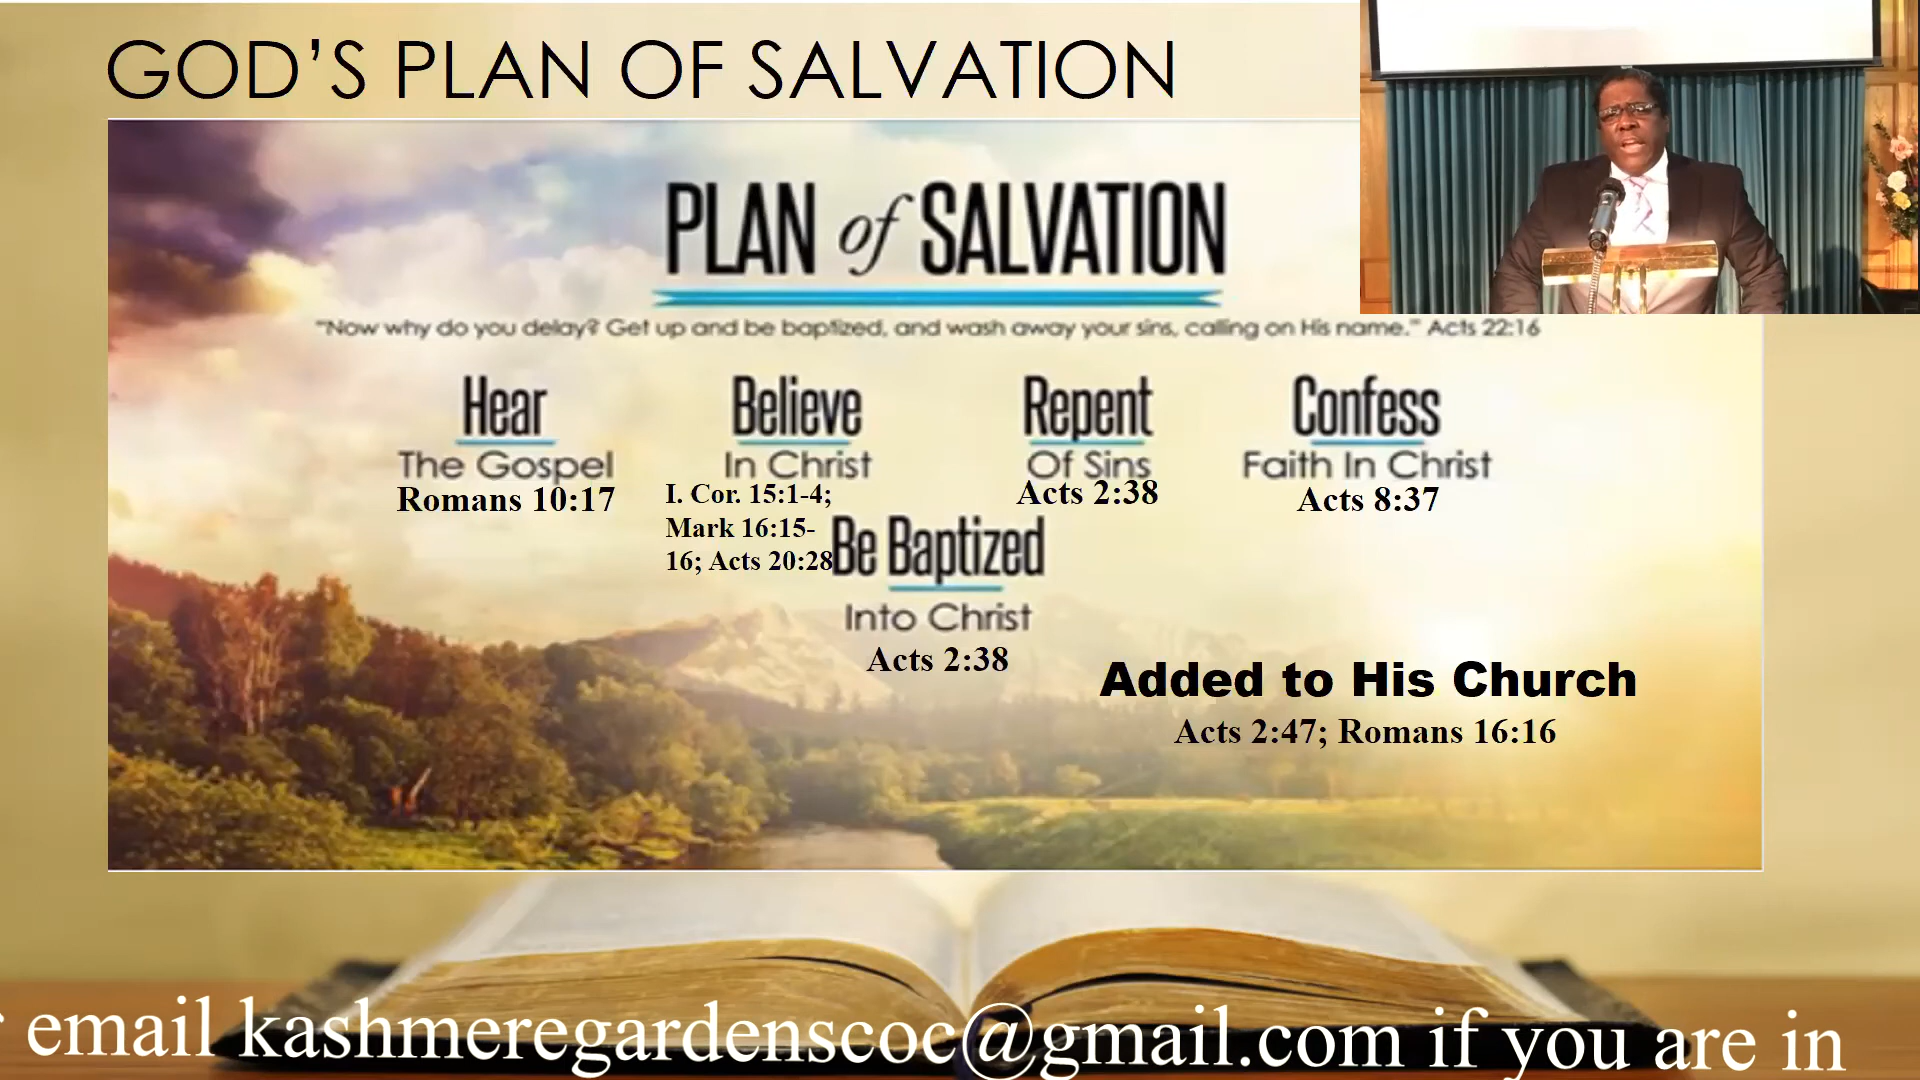 GOD’S PLAN OF SALVATION
PLAN of SALVATION
"Now why do you delay? Get up and be baptized, and wash away your sins, calling on His name." Acts 22:16
Hear
The Gospel
Romans 10:17
Believe
In Christ
I. Cor. 15:1-4;
Mark 16:15-
16; Acts 20:28
Repent
Of Sins
Acts 2:38
Confess
Faith In Christ
Acts 8:37
Be Baptized
Into Christ
Acts 2:38
Added to His Church
Acts 2:47; Romans 16:16
email kashmeregardenscoc@gmail.com if you are in